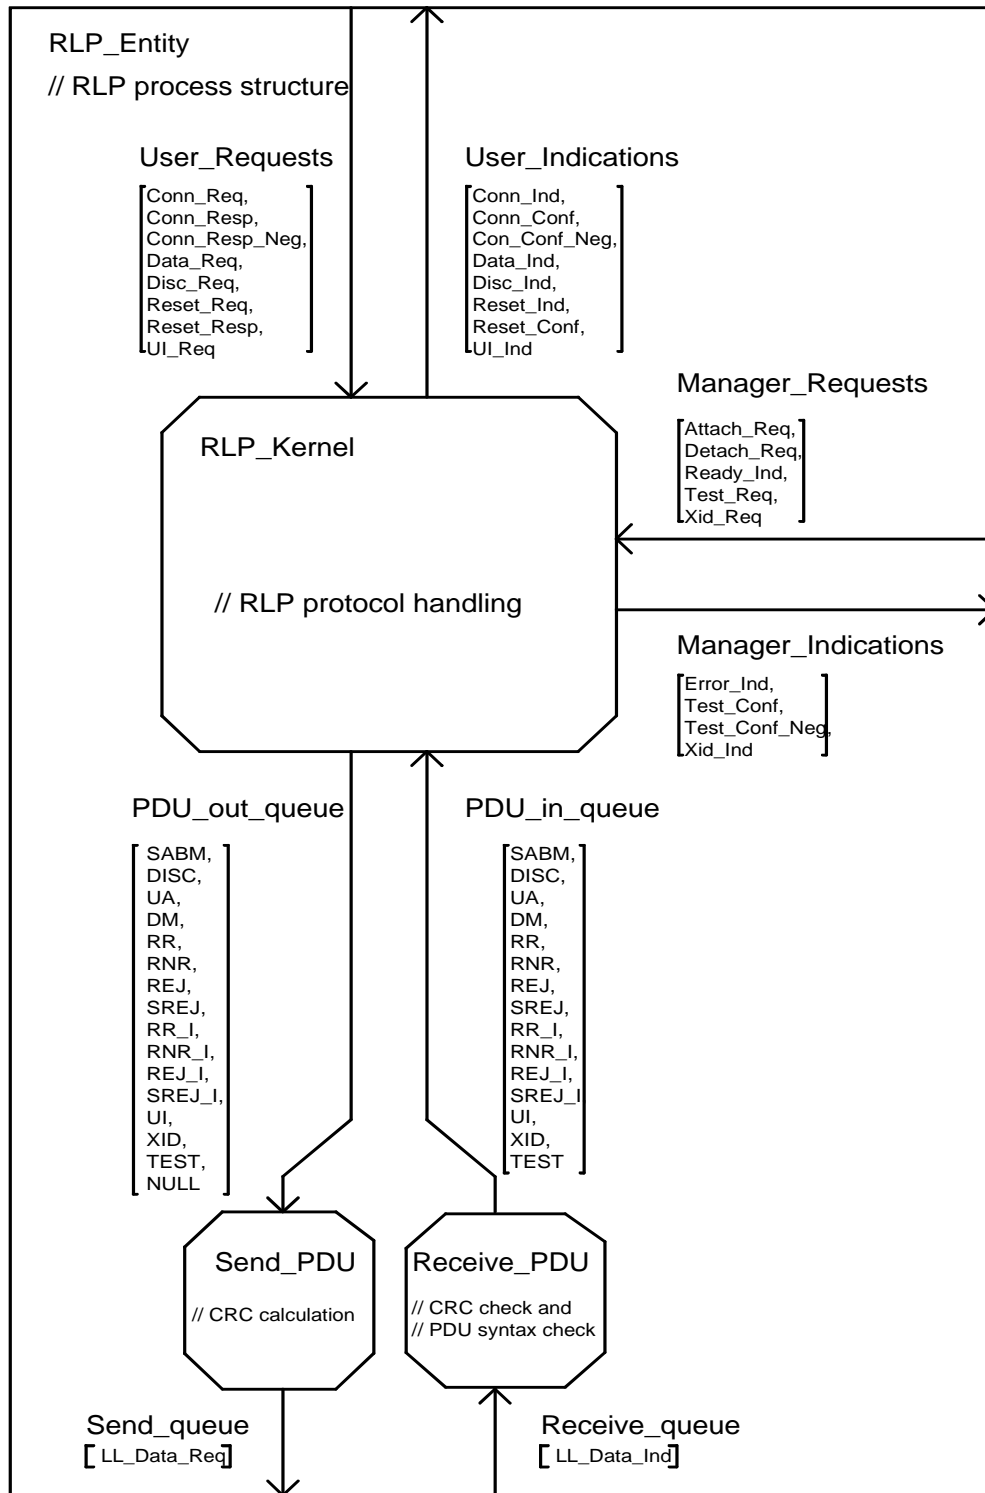 RLP_Entity
// RLP process structure
User_Requests
Conn_Req,
Conn_Resp,
Conn_Resp_Neg,
Data_Req,
Disc_Req,
Reset_Req,
Reset_Resp,
UI_Req
User_Indications
Conn_Ind,
Conn_Conf,
Con_Conf_Neg,
Data_Ind,
Disc_Ind,
Reset_Ind,
Reset_Conf,
UI_Ind
Manager_Requests
Attach_Req,
Detach_Req,
Ready_Ind,
Test_Req,
Xid_Req
RLP_Kernel
// RLP protocol handling
Manager_Indications
Error_Ind,
Test_Conf,
Test_Conf_Neg,
Xid_Ind
PDU_out_queue
SABM,
DISC,
UA,
DM,
RR,
RNR,
REJ,
SREJ,
RR_I,
RNR_I,
REJ_I,
SREJ_I,
UI,
XID,
TEST,
NULL
PDU_in_queue
SABM,
DISC,
UA,
DM,
RR,
RNR,
REJ,
SREJ,
RR_I,
RNR_I,
REJ_I,
SREJ_I
UI,
XID,
TEST
Send_PDU
// CRC calculation
Receive_PDU
// CRC check and
// PDU syntax check
Send_queue
[ LL_Data_Req]
Receive_queue
[ LL_Data_Ind]